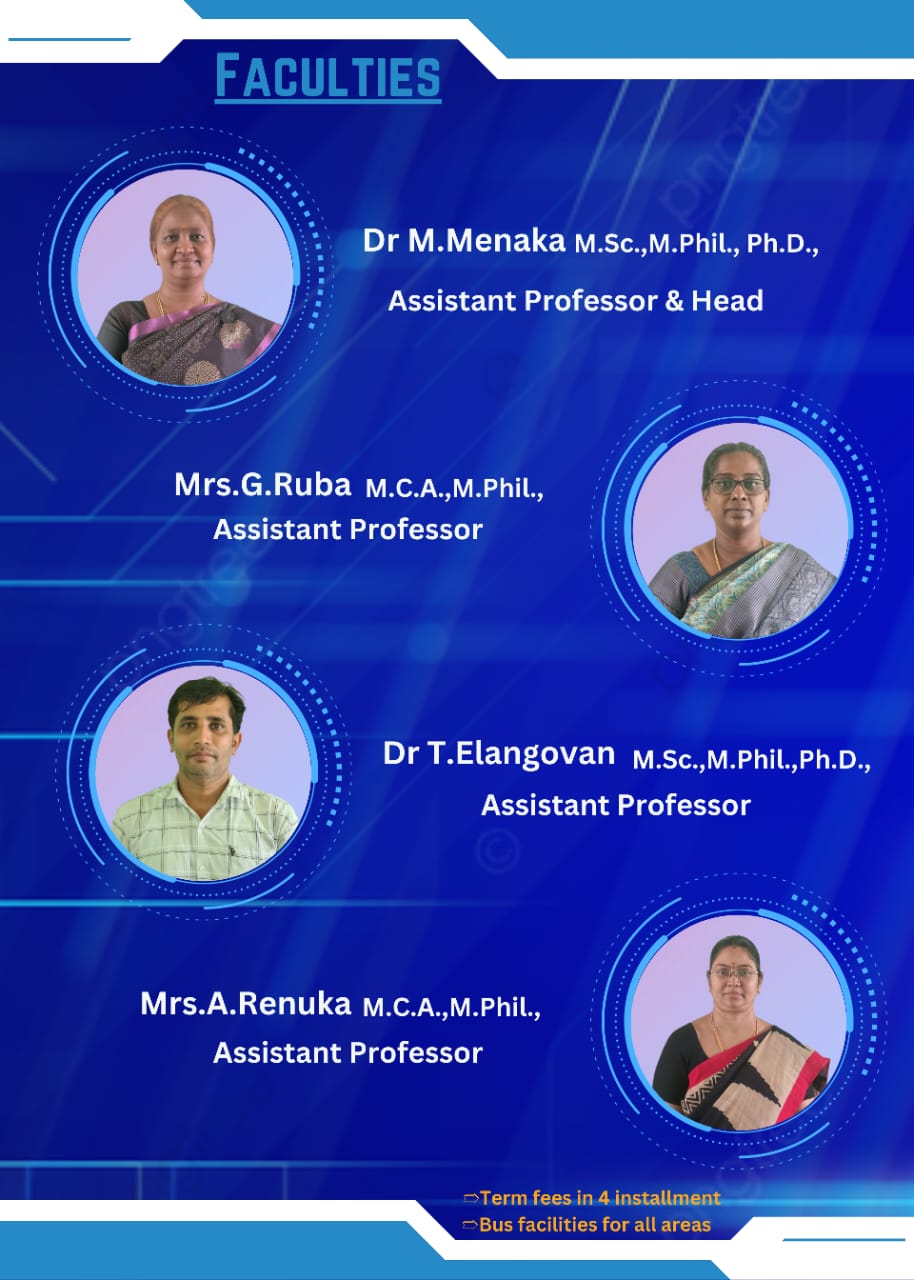 FACULTIES
Dr M.Menaka M.Sc.,M.Phil., Ph.D.,
Assistant Professor & Head
Mrs.G.Ruba M.C.A.,M.Phil.,
Assistant Professor
Dr T.Elangovan M.Sc.,M.Phil.,Ph.D.,
Assistant Professor
Mrs.A.Renuka M.C.A.,M.Phil.,
Assistant Professor
⇨Term fees in 4 installment
⇨Bus facilities for all areas